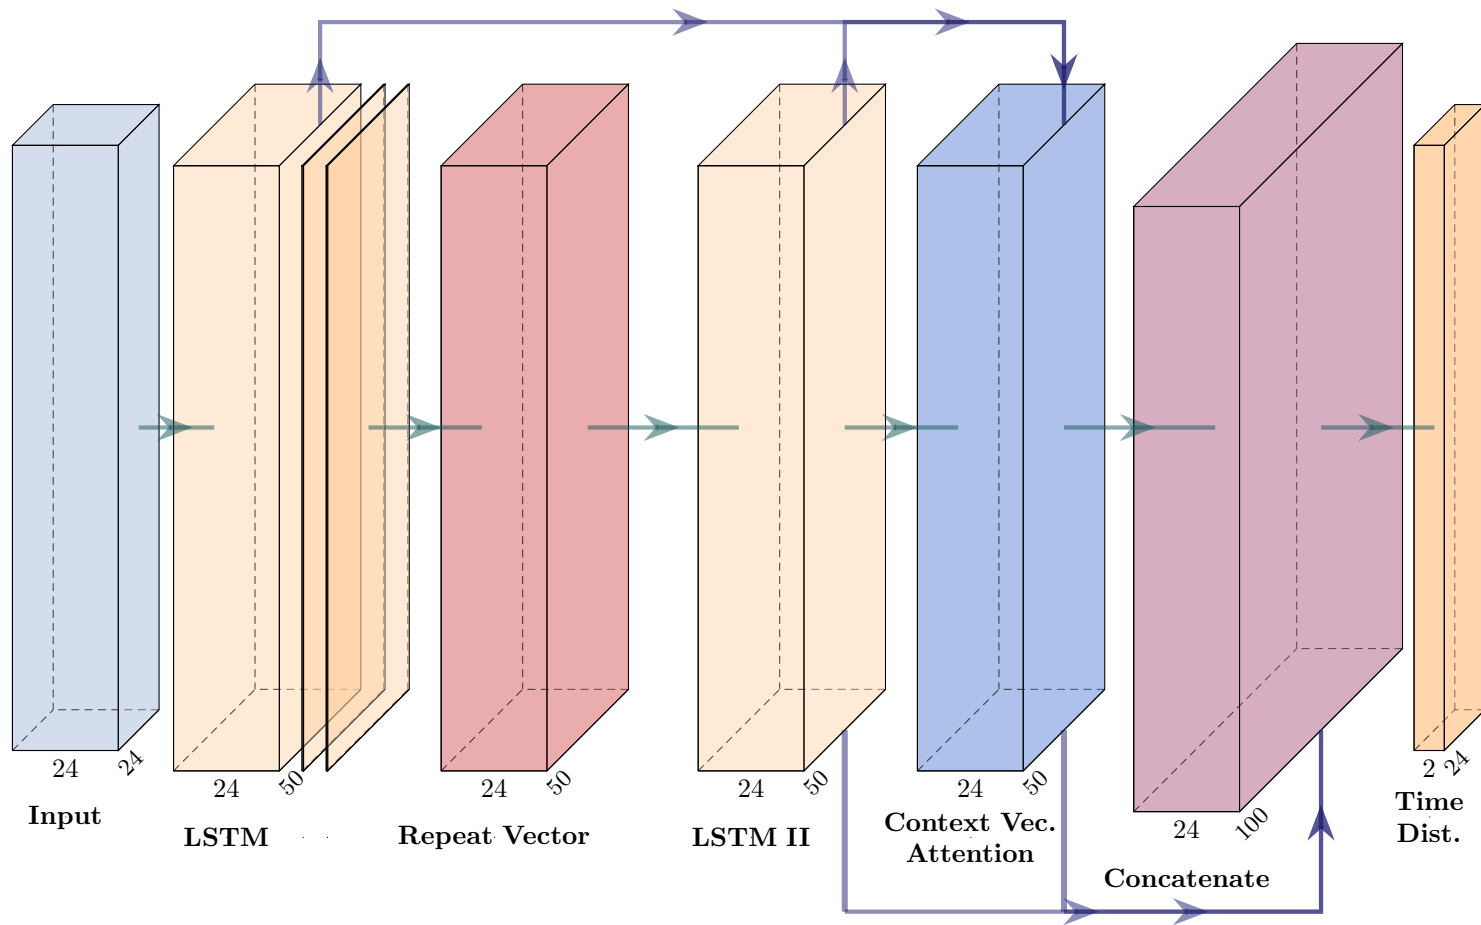 24
24
Input
24
50
LSTM
24
50
Repeat Vector
24
50
LSTM II
24
50
Context Vec.
Attention
24
100
Concatenate
2
24
Time
Dist.